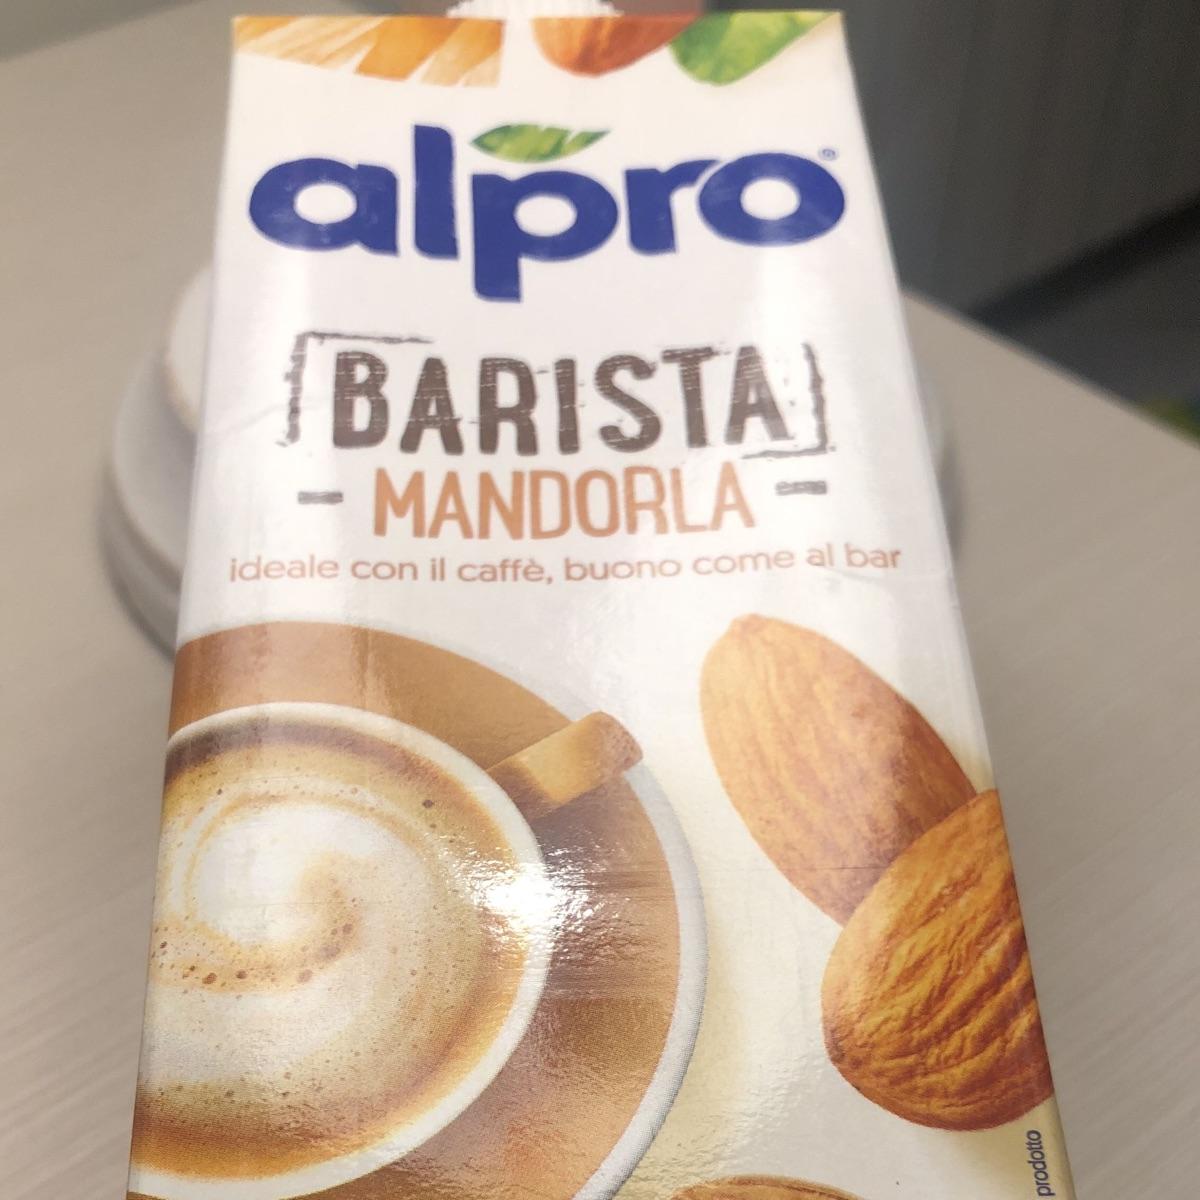 alpro®
BARISTA
- MANDORLA -
ideale con il caffè, buono come al bar
prodotto